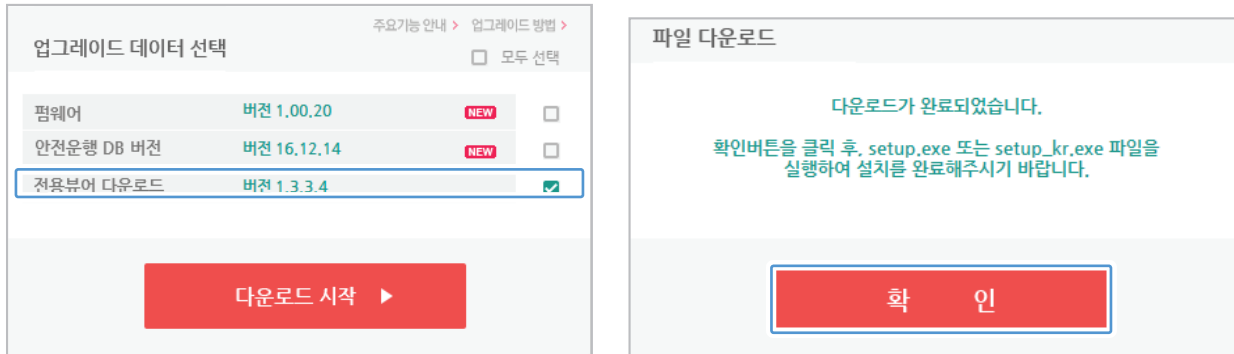 주요기능 안내 > 업그레이드 방법 >
업그레이드 데이터 선택
모두 선택
펌웨어 버전 1.00.20 NEW
안전운행 DB 버전 버전 16.12.14 NEW
전용뷰어 다운로드 버전 1.3.3.4
다운로드 시작 ▶
파일 다운로드
다운로드가 완료되었습니다.
확인버튼을 클릭 후, setup.exe 또는 setup_kr.exe 파일을
실행하여 설치를 완료해주시기 바랍니다.
확 인